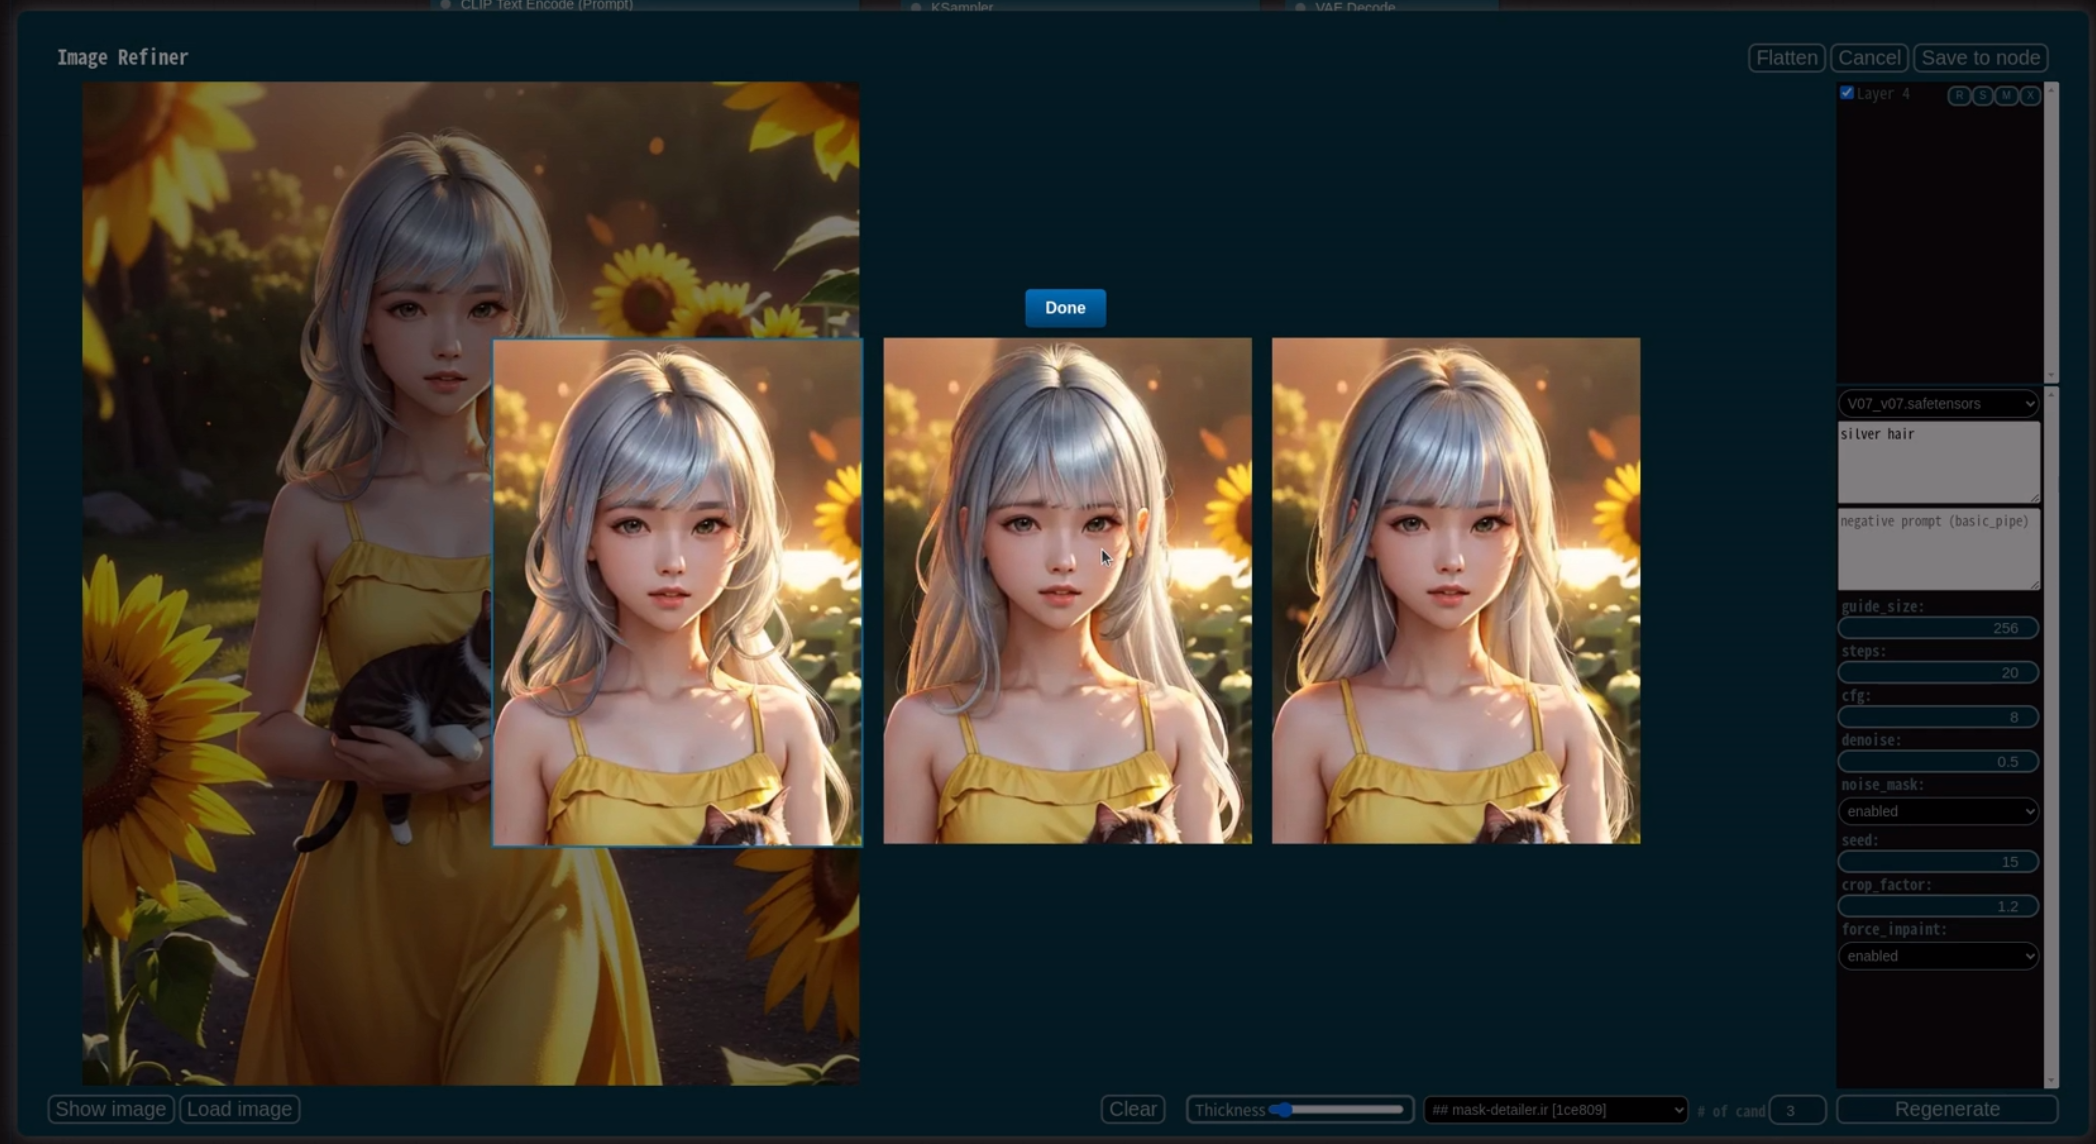 CLIP Text Encode (Prompt)
KSampler
VAE Decode
Image Refiner
Flatten
Cancel
Save to node
Layer 4
R
S
M
X
Done
V07_v07.safetensors
silver hair
negative prompt (basic_pipe)
guide_size:
256
steps:
20
cfg:
8
denoise:
0.5
noise_mask:
enabled
seed:
15
crop_factor:
1.2
force_inpaint:
enabled
Show image
Load image
Clear
Thickness
## mask-detailer.ir [1ce809]
# of cand
3
Regenerate